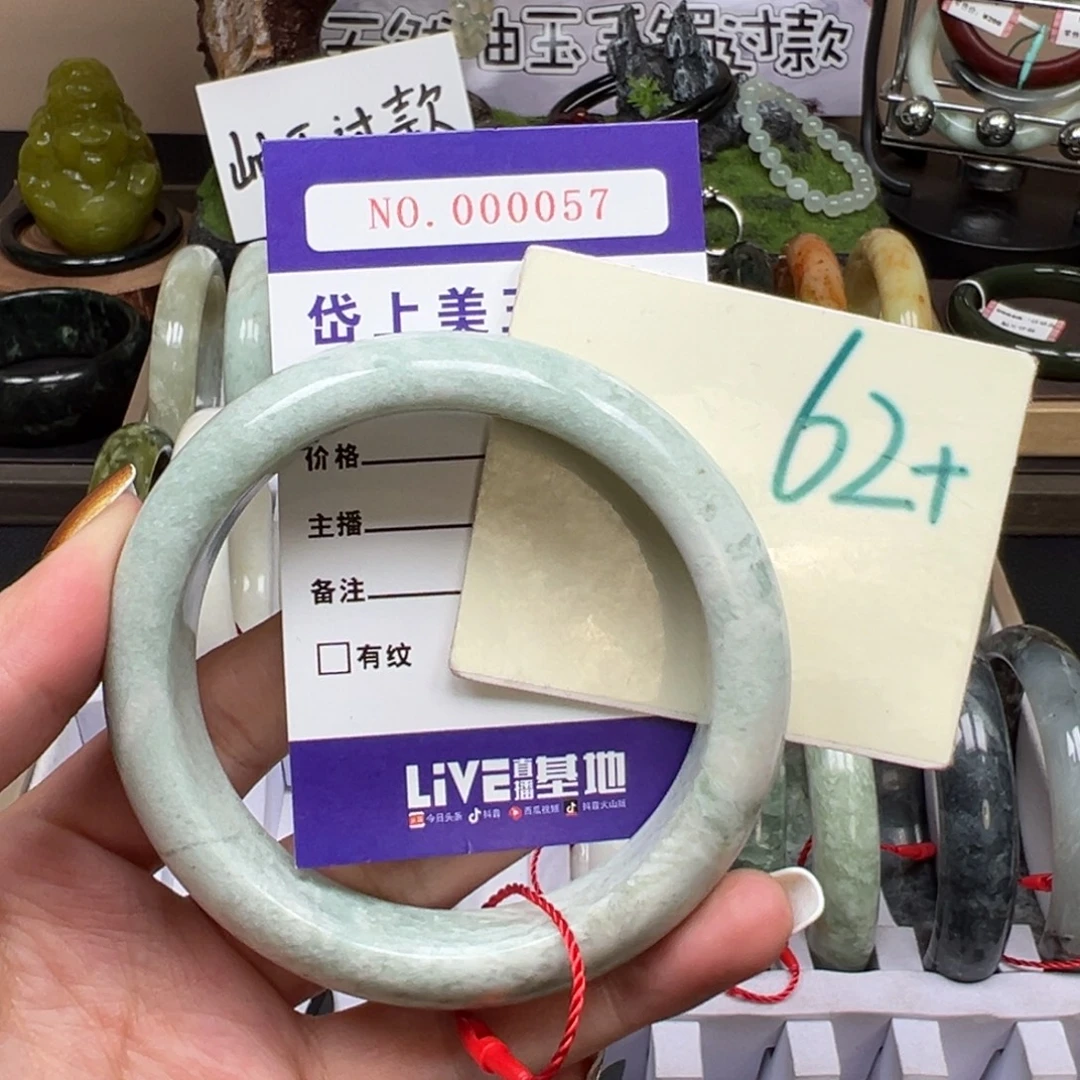 天然油玉手镯过款
过款
NO. 000057
岱上美玉
62+
价格
主播
备注
□有纹
LiVE直播基地
今日头条 抖音 西瓜视频 抖音火山版